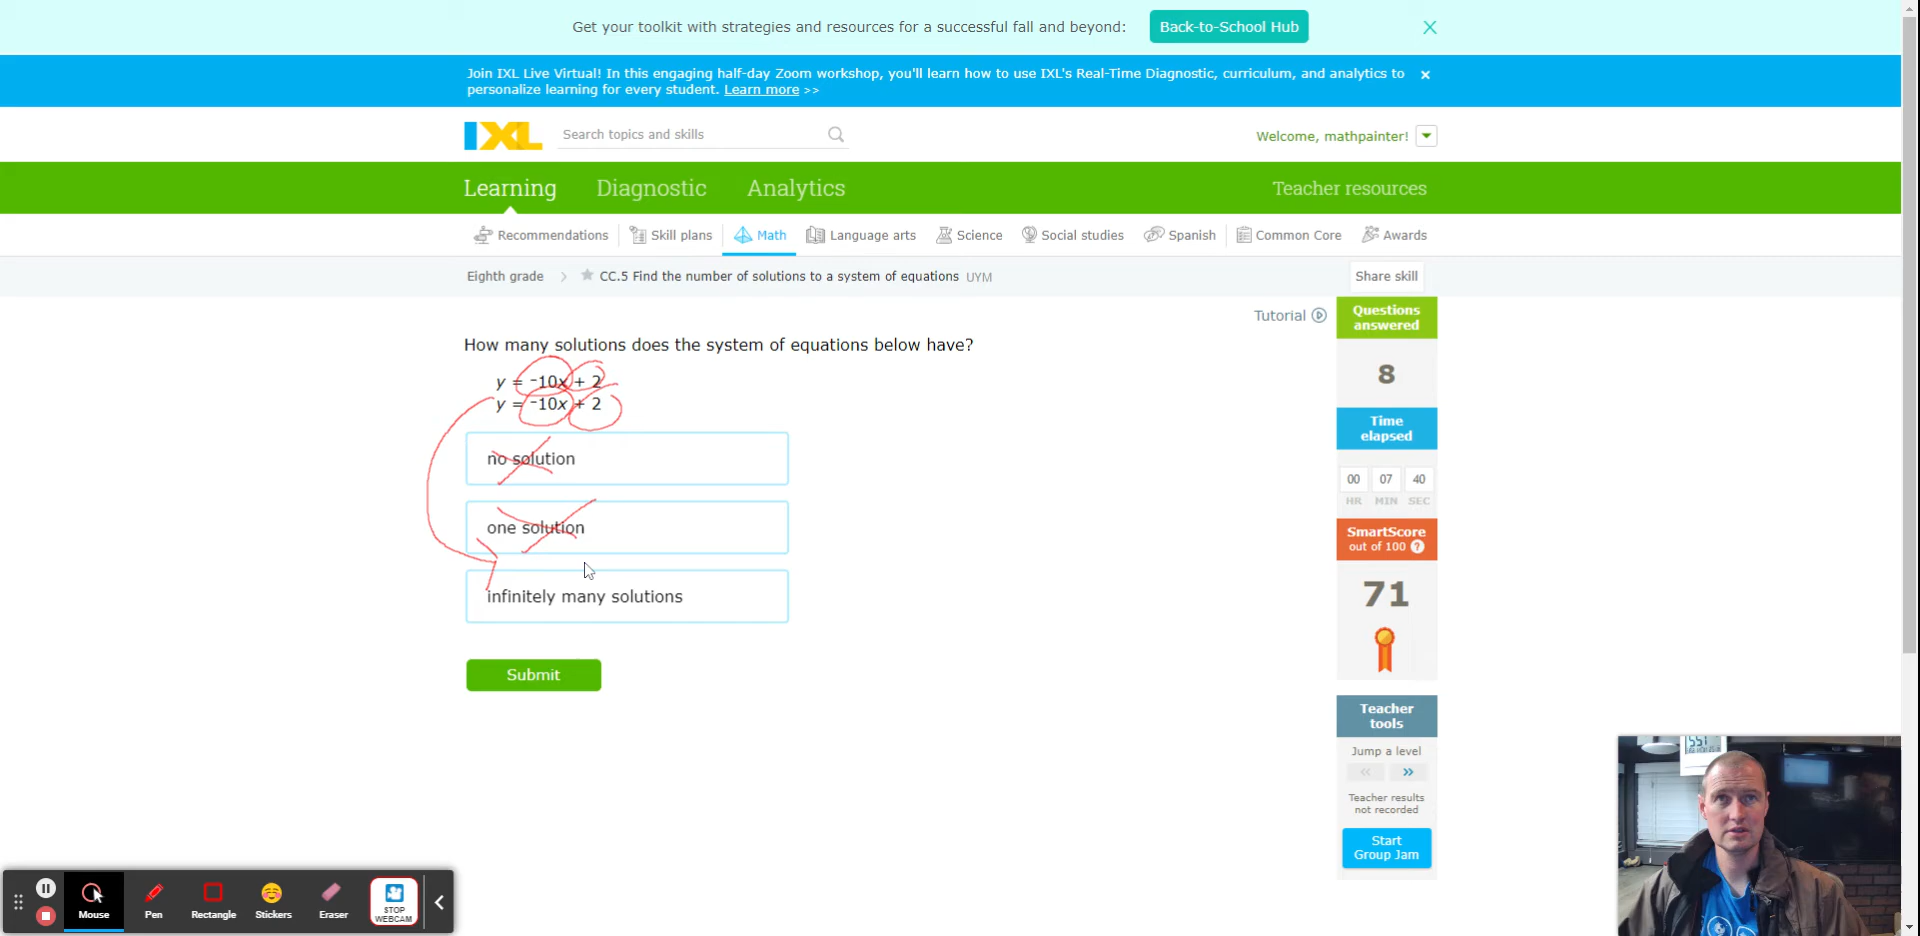 Get your toolkit with strategies and resources for a successful fall and beyond: Back-to-School Hub
Join IXL Live Virtual! In this engaging half-day Zoom workshop, you'll learn how to use IXL's Real-Time Diagnostic, curriculum, and analytics to
personalize learning for every student. Learn more >>
IXL Search topics and skills Welcome, mathpainter!
Learning Diagnostic Analytics Teacher resources
Recommendations Skill plans Math Language arts Science Social studies Spanish Common Core Awards
Eighth grade > CC.5 Find the number of solutions to a system of equations UYM Share skill
Tutorial
Questions
answered
8
Time
elapsed
00 07 40
HR MIN SEC
SmartScore
out of 100 ?
71
Teacher
tools
Jump a level
« »
Teacher results
not recorded
Start
Group Jam
How many solutions does the system of equations below have?
y = -10x + 2
y = -10x + 2
no solution
one solution
infinitely many solutions
Submit
Mouse Pen Rectangle Stickers Eraser STOP
WEBCAM